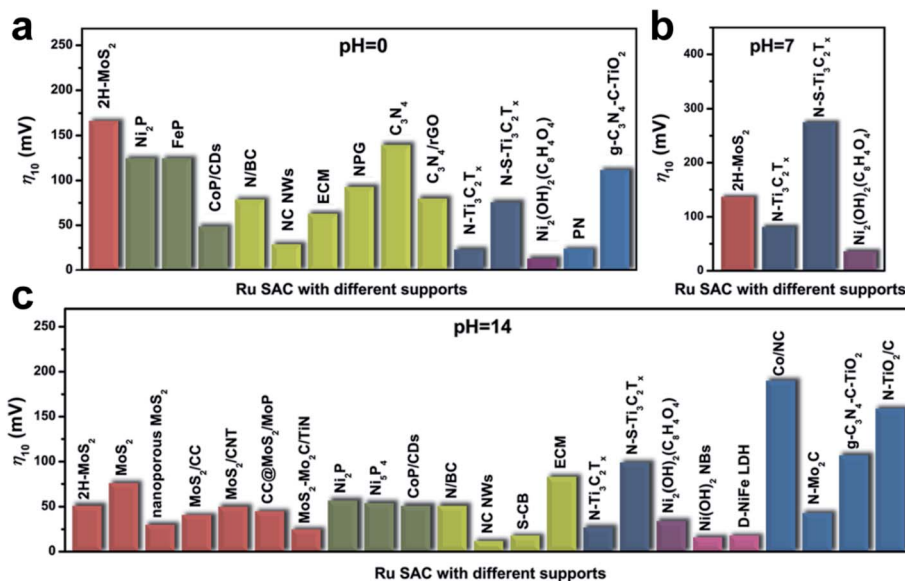 a
pH=0
250
200
150
100
50
0
η₁₀ (mV)
2H-MoS₂
Ni₂P
FeP
CoP/CDs
N/BC
NC NWs
ECM
NPG
C₃N₄
C₃N₄/rGO
N-Ti₃C₂Tₓ
N-S-Ti₃C₂Tₓ
Ni₂(OH)₂(C₈H₄O₄)
PN
g-C₃N₄-C-TiO₂
Ru SAC with different supports
b
pH=7
400
300
200
100
0
η₁₀ (mV)
2H-MoS₂
N-Ti₃C₂Tₓ
N-S-Ti₃C₂Tₓ
Ni₂(OH)₂(C₈H₄O₄)
c
pH=14
250
200
150
100
50
0
η₁₀ (mV)
2H-MoS₂
MoS₂
nanoporous MoS₂
MoS₂/CC
MoS₂/CNT
CC@MoS₂/MoP
MoS₂-Mo₂C/TiN
Ni₂P
Ni₅P₄
CoP/CDs
N/BC
NC NWs
S-CB
ECM
N-Ti₃C₂Tₓ
N-S-Ti₃C₂Tₓ
Ni₂(OH)₂(C₈H₄O₄)
Ni(OH)₂ NBs
D-NiFe LDH
Co/NC
N-Mo₂C
g-C₃N₄-C-TiO₂
N-TiO₂/C
Ru SAC with different supports